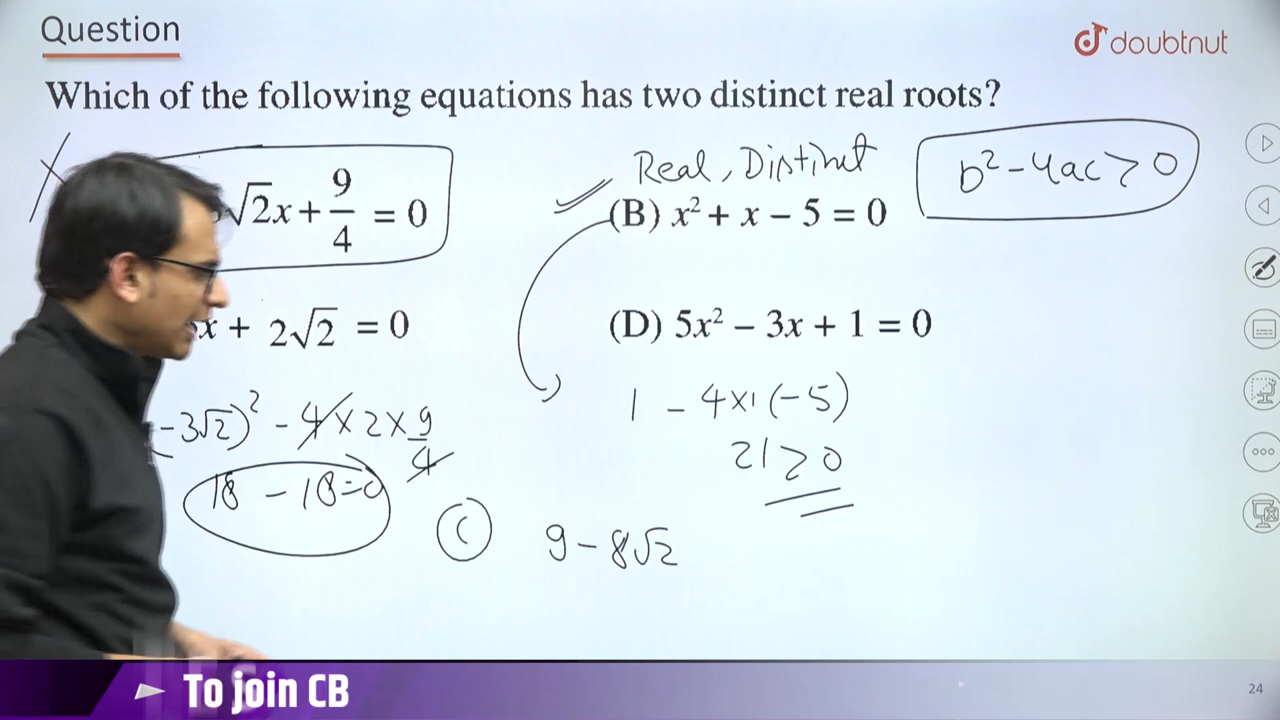 Question
doubtnut
Which of the following equations has two distinct real roots?
√2x + 9/4 = 0
Real, Distinct
b² - 4ac > 0
(B) x² + x – 5 = 0
x + 2√2 = 0
(D) 5x² – 3x + 1 = 0
-3√2)² - 4 × 2 × 9/4
1 - 4×1(-5)
18 - 18 = 0
21 > 0
(C) 9 - 8√2
To join CB
24